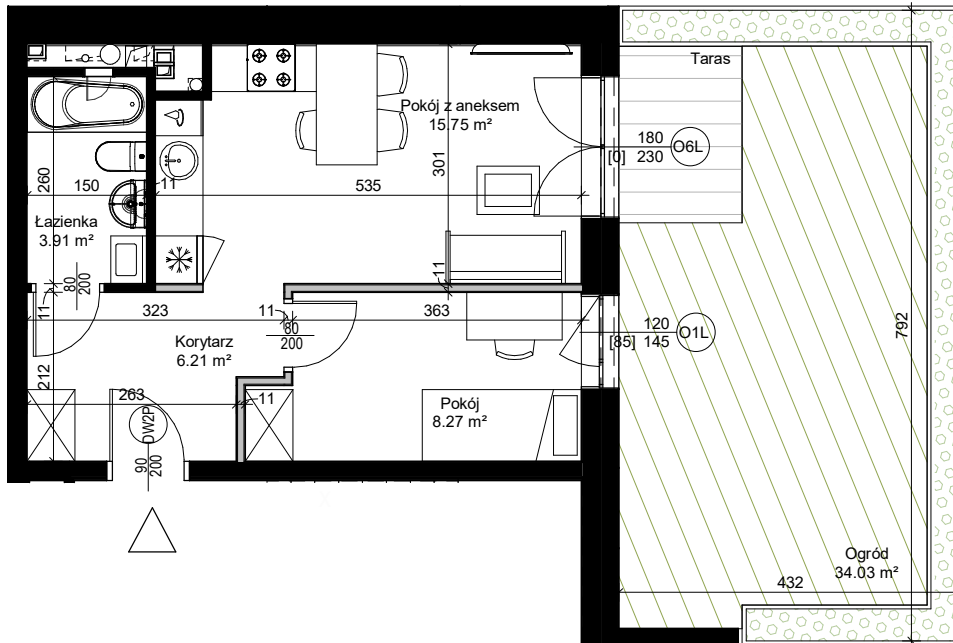 Taras
Pokój z aneksem
15.75 m²
180
[0] 230
O6L
301
260
150
11
535
Łazienka
3.91 m²
80
200
11
11
323
11
363
80
200
120
[85] 145
O1L
792
Korytarz
6.21 m²
212
263
11
Pokój
8.27 m²
DW2P
90
200
Ogród
34.03 m²
432